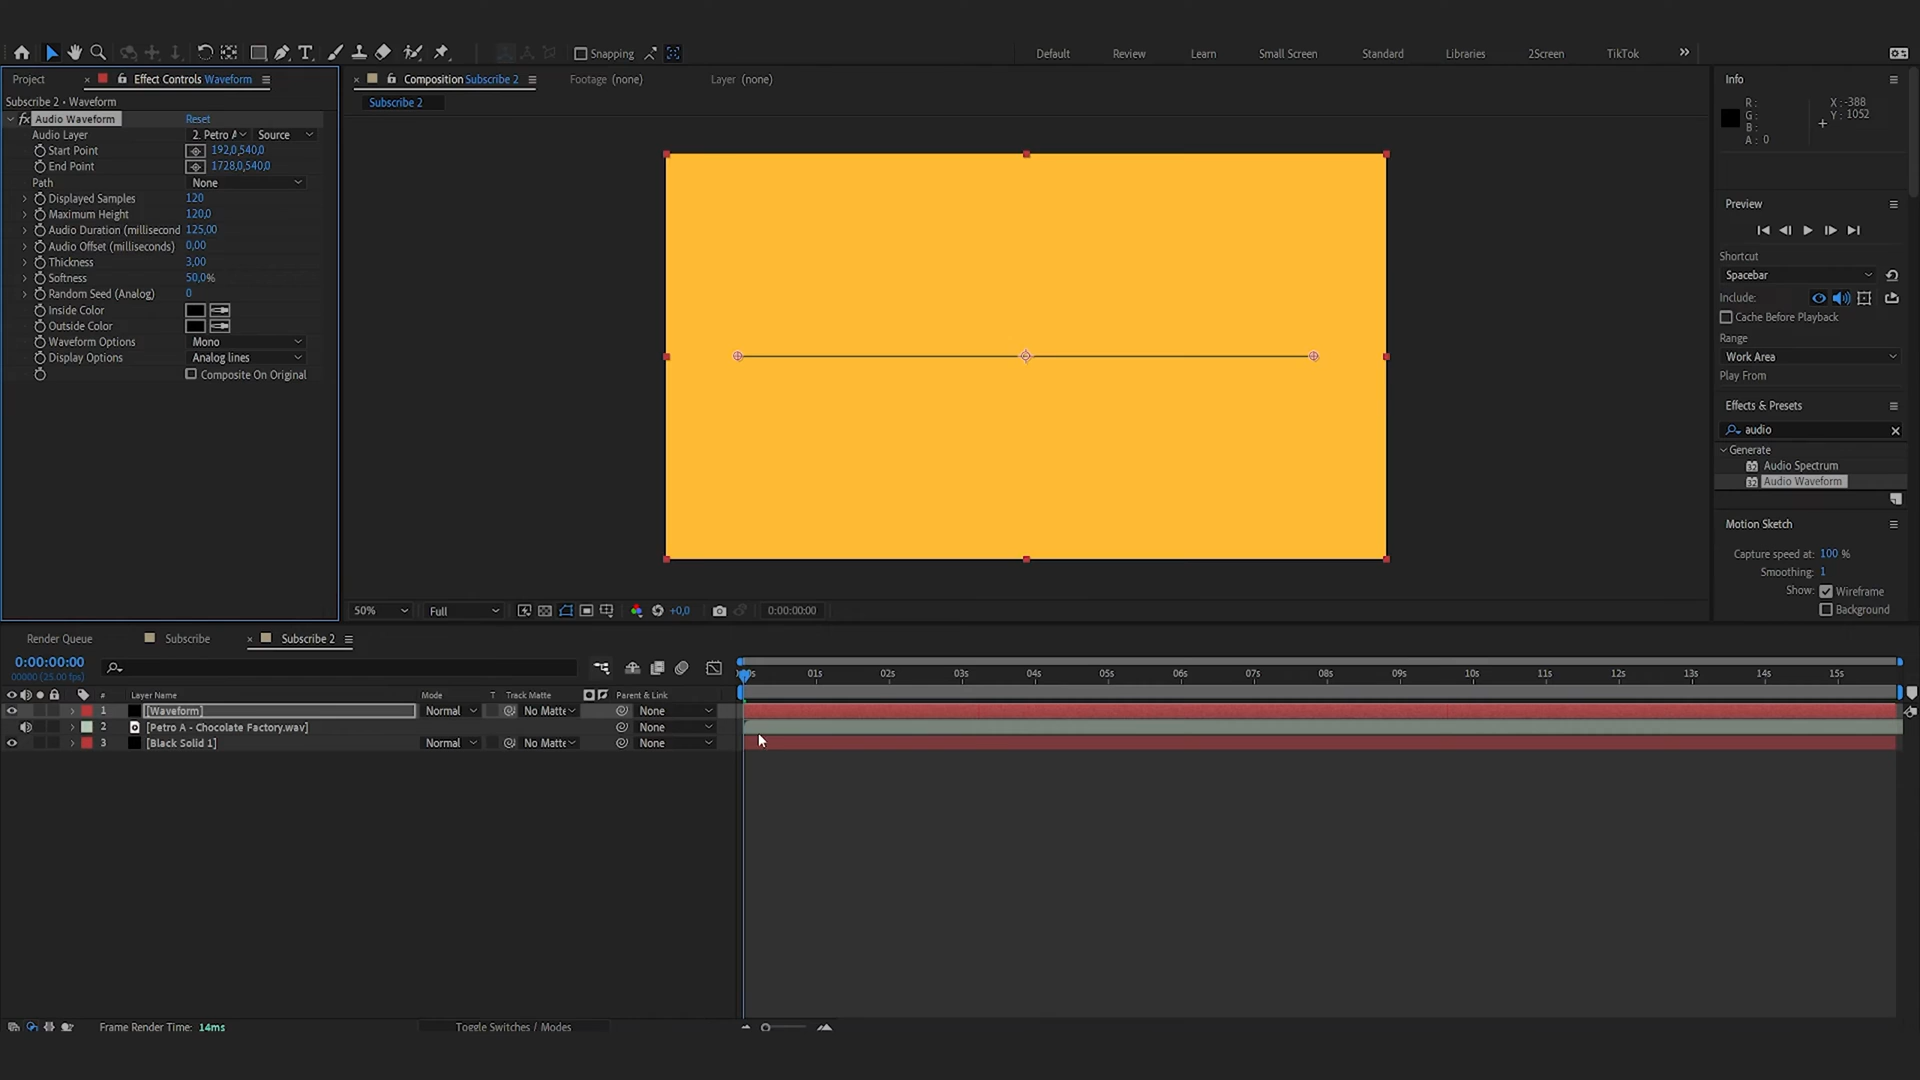 Snapping
Default Review Learn Small Screen Standard Libraries 2Screen TikTok
Project Effect Controls Waveform
Subscribe 2 • Waveform
fx Audio Waveform Reset
Audio Layer 2. Petro A Source
Start Point 192,0,540,0
End Point 1728,0,540,0
Path None
Displayed Samples 120
Maximum Height 120,0
Audio Duration (millisecond 125,00
Audio Offset (milliseconds) 0,00
Thickness 3,00
Softness 50,0%
Random Seed (Analog) 0
Inside Color
Outside Color
Waveform Options Mono
Display Options Analog lines
Composite On Original
Composition Subscribe 2 Footage (none) Layer (none)
Subscribe 2
50% Full +0,0 0:00:00:00
Info
R: X: -388
G: Y: 1052
B:
A: 0
Preview
Shortcut
Spacebar
Include:
Cache Before Playback
Range
Work Area
Play From
Effects & Presets
audio
Generate
32 Audio Spectrum
32 Audio Waveform
Motion Sketch
Capture speed at: 100 %
Smoothing: 1
Show: Wireframe
Background
Render Queue Subscribe Subscribe 2
0:00:00:00
00000 (25.00 fps)
# Layer Name Mode T Track Matte Parent & Link
1 [Waveform] Normal No Matte None
2 [Petro A - Chocolate Factory.wav] None
3 [Black Solid 1] Normal No Matte None
01s 02s 03s 04s 05s 06s 07s 08s 09s 10s 11s 12s 13s 14s 15s
Frame Render Time: 14ms Toggle Switches / Modes